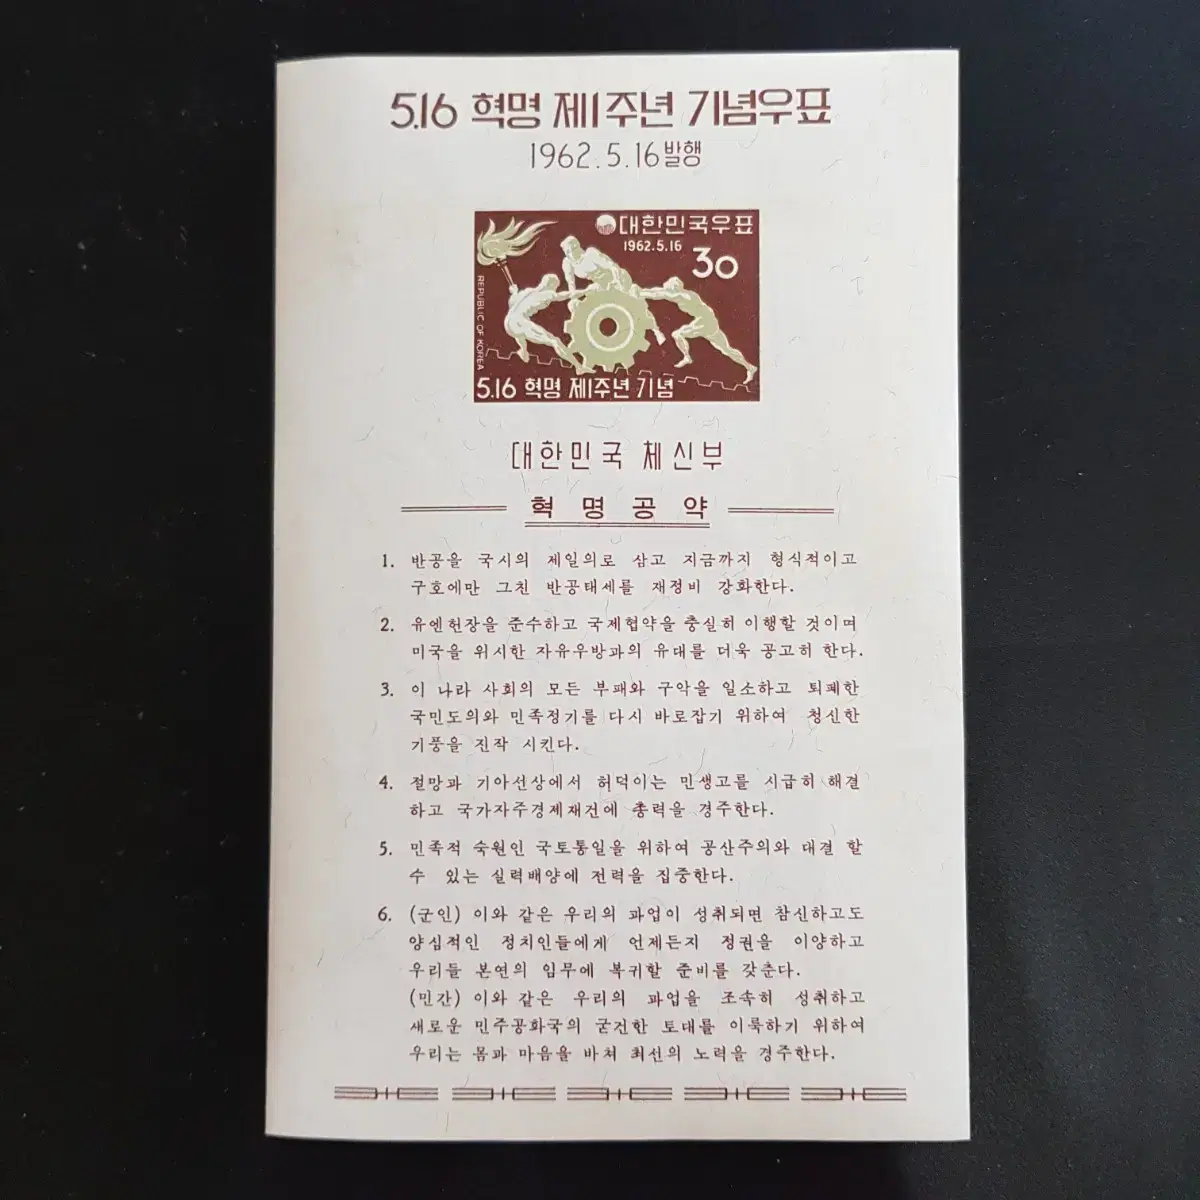 5.16 혁명 제1주년 기념우표
1962.5.16 발행
대한민국우표
1962.5.16
30
REPUBLIC OF KOREA
5.16 혁명 제1주년 기념
대한민국 체신부
혁명공약
1. 반공을 국시의 제일의로 삼고 지금까지 형식적이고
구호에만 그친 반공태세를 재정비 강화한다.
2. 유엔헌장을 준수하고 국제협약을 충실히 이행할 것이며
미국을 위시한 자유우방과의 유대를 더욱 공고히 한다.
3. 이 나라 사회의 모든 부패와 구악을 일소하고 퇴폐한
국민도의와 민족정기를 다시 바로잡기 위하여 청신한
기풍을 진작 시킨다.
4. 절망과 기아선상에서 허덕이는 민생고를 시급히 해결
하고 국가자주경제재건에 총력을 경주한다.
5. 민족적 숙원인 국토통일을 위하여 공산주의와 대결 할
수 있는 실력배양에 전력을 집중한다.
6. (군인) 이와 같은 우리의 과업이 성취되면 참신하고도
양심적인 정치인들에게 언제든지 정권을 이양하고
우리들 본연의 임무에 복귀할 준비를 갖춘다.
(민간) 이와 같은 우리의 과업을 조속히 성취하고
새로운 민주공화국의 굳건한 토대를 이룩하기 위하여
우리는 몸과 마음을 바쳐 최선의 노력을 경주한다.